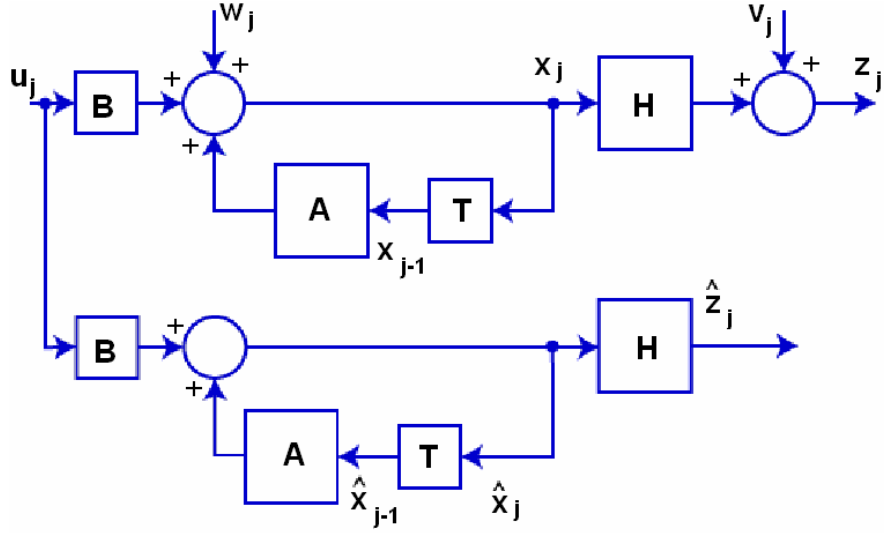 w_j
v_j
u_j
+
+
x_j
+
+
z_j
B
H
+
A
T
x_{j-1}
ẑ_j
+
B
H
+
A
T
x̂_{j-1}
x̂_j